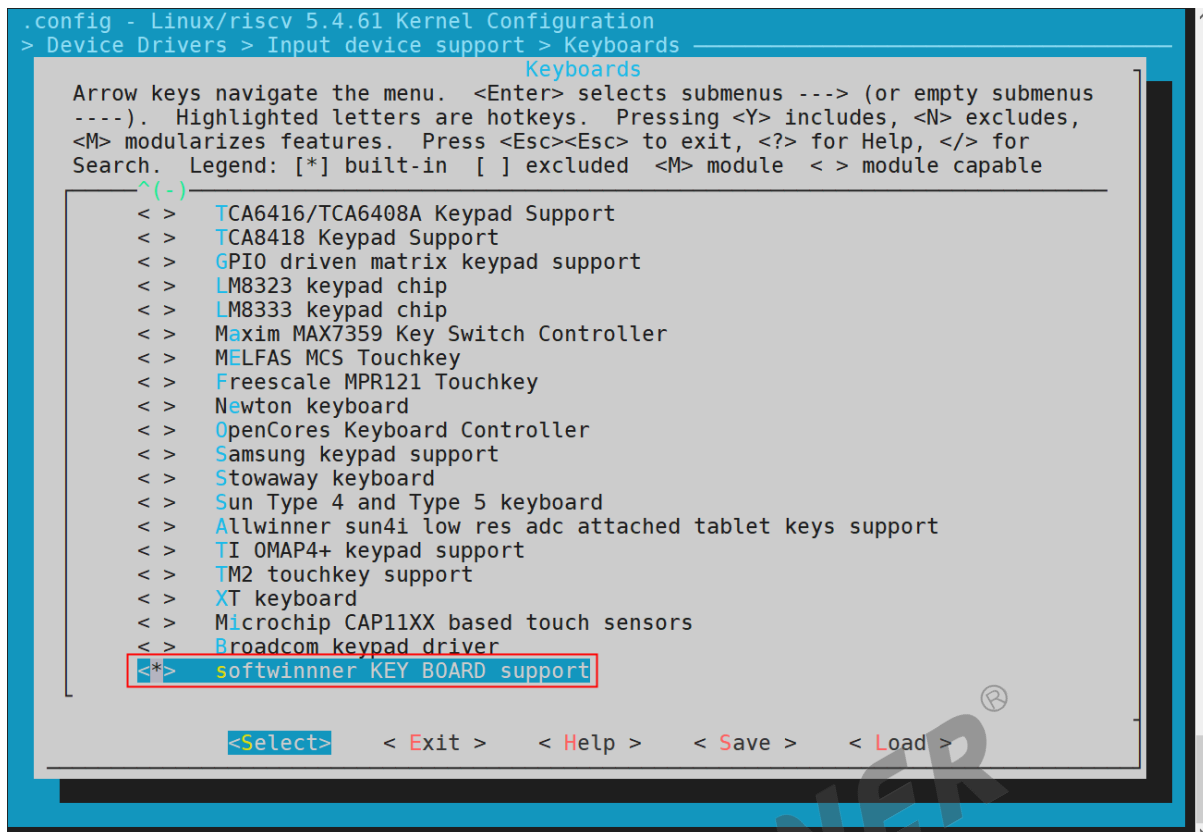 .config - Linux/riscv 5.4.61 Kernel Configuration
> Device Drivers > Input device support > Keyboards
Keyboards
Arrow keys navigate the menu.  <Enter> selects submenus ---> (or empty submenus
----).  Highlighted letters are hotkeys.  Pressing <Y> includes, <N> excludes,
<M> modularizes features.  Press <Esc><Esc> to exit, <?> for Help, </> for
Search.  Legend: [*] built-in  [ ] excluded  <M> module  < > module capable
^(-)
< >   TCA6416/TCA6408A Keypad Support
< >   TCA8418 Keypad Support
< >   GPIO driven matrix keypad support
< >   LM8323 keypad chip
< >   LM8333 keypad chip
< >   Maxim MAX7359 Key Switch Controller
< >   MELFAS MCS Touchkey
< >   Freescale MPR121 Touchkey
< >   Newton keyboard
< >   OpenCores Keyboard Controller
< >   Samsung keypad support
< >   Stowaway keyboard
< >   Sun Type 4 and Type 5 keyboard
< >   Allwinner sun4i low res adc attached tablet keys support
< >   TI OMAP4+ keypad support
< >   TM2 touchkey support
< >   XT keyboard
< >   Microchip CAP11XX based touch sensors
< >   Broadcom keypad driver
<*>   softwinnner KEY BOARD support
<Select>    < Exit >    < Help >    < Save >    < Load >
NER®